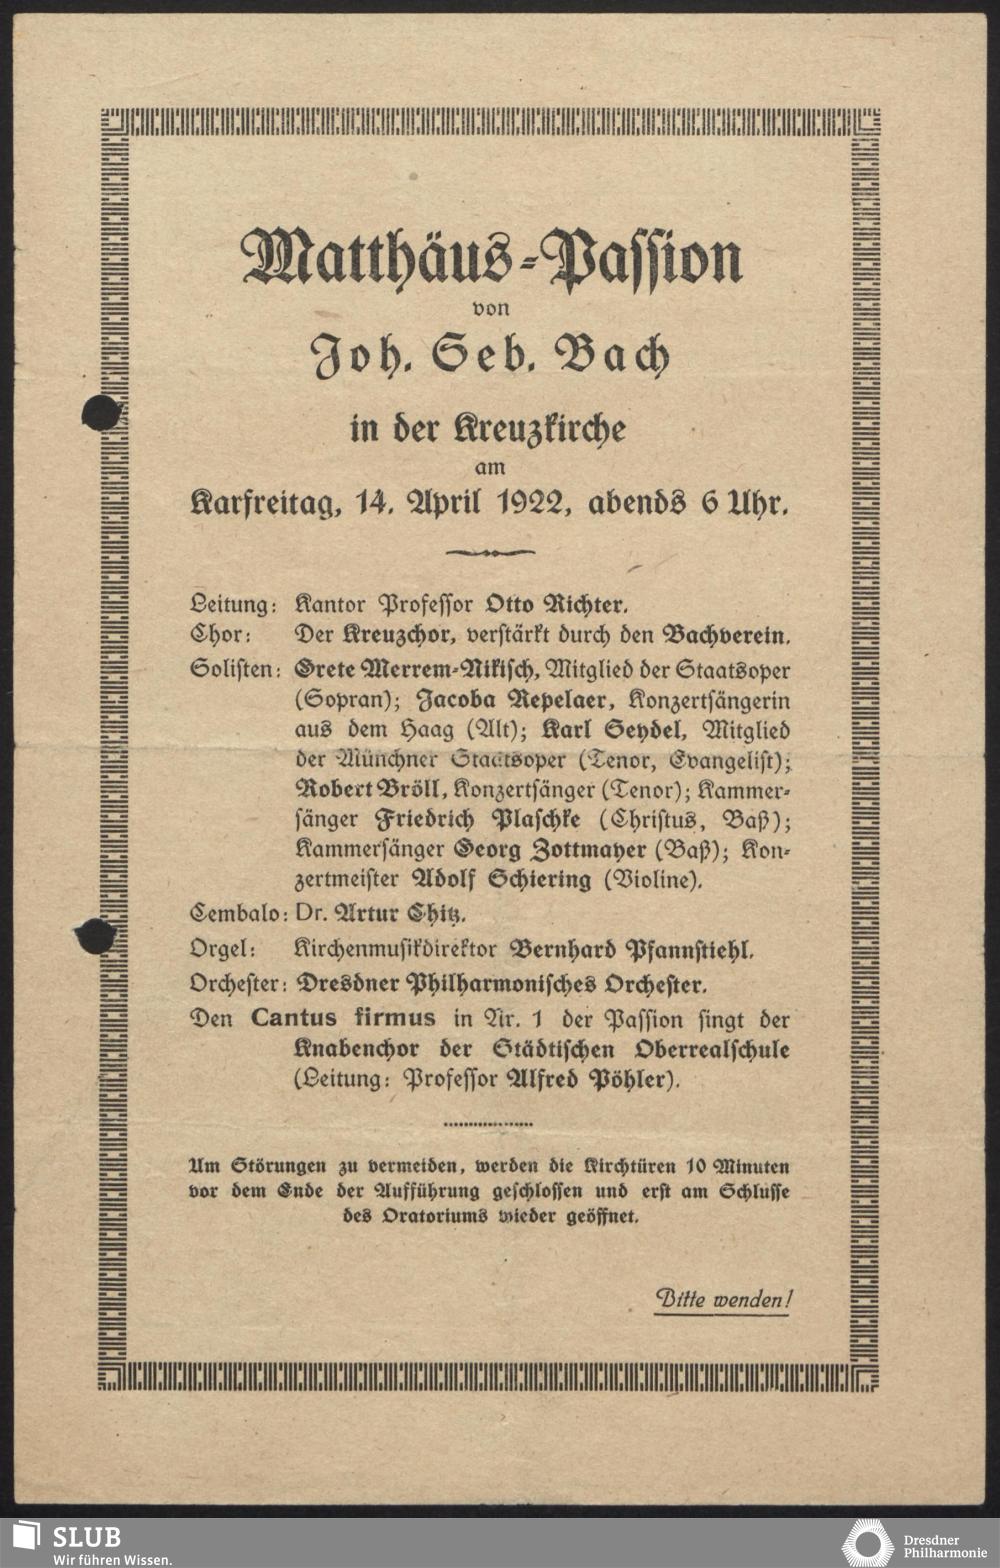 Matthäus-Passion
von
Joh. Seb. Bach
in der Kreuzkirche
am
Karfreitag, 14. April 1922, abends 6 Uhr.
Leitung: Kantor Professor Otto Richter.
Chor: Der Kreuzchor, verstärkt durch den Bachverein.
Solisten: Grete Merrem-Nikisch, Mitglied der Staatsoper
(Sopran); Jacoba Repelaer, Konzertsängerin
aus dem Haag (Alt); Karl Seydel, Mitglied
der Münchner Staatsoper (Tenor, Evangelist);
Robert Bröll, Konzertsänger (Tenor); Kammer-
sänger Friedrich Plaschke (Christus, Baß);
Kammersänger Georg Zottmayer (Baß); Kon-
zertmeister Adolf Schiering (Violine).
Cembalo: Dr. Artur Chitz.
Orgel: Kirchenmusikdirektor Bernhard Pfannstiehl.
Orchester: Dresdner Philharmonisches Orchester.
Den Cantus firmus in Nr. 1 der Passion singt der
Knabenchor der Städtischen Oberrealschule
(Leitung: Professor Alfred Pöhler).
Um Störungen zu vermeiden, werden die Kirchtüren 10 Minuten
vor dem Ende der Aufführung geschlossen und erst am Schlusse
des Oratoriums wieder geöffnet.
Bitte wenden!
SLUB
Wir führen Wissen.
Dresdner
Philharmonie